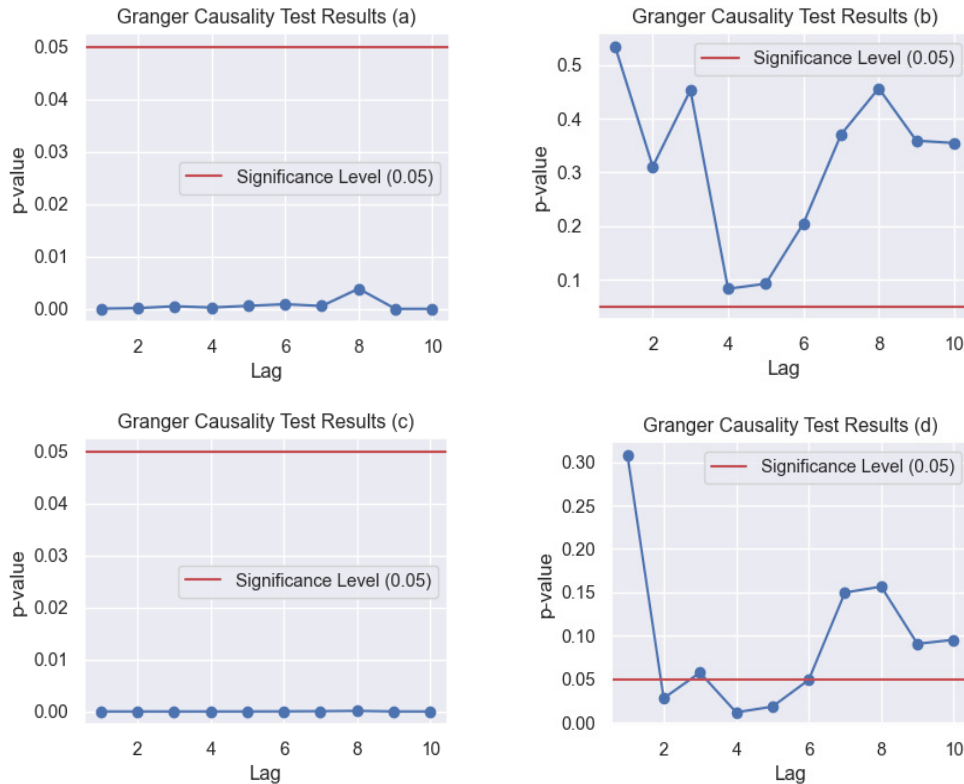 Granger Causality Test Results (a)
0.05
0.04
0.03
0.02
0.01
0.00
p-value
Significance Level (0.05)
2 4 6 8 10
Lag
Granger Causality Test Results (b)
0.5
0.4
0.3
0.2
0.1
p-value
Significance Level (0.05)
2 4 6 8 10
Lag
Granger Causality Test Results (c)
0.05
0.04
0.03
0.02
0.01
0.00
p-value
Significance Level (0.05)
2 4 6 8 10
Lag
Granger Causality Test Results (d)
0.30
0.25
0.20
0.15
0.10
0.05
0.00
p-value
Significance Level (0.05)
2 4 6 8 10
Lag